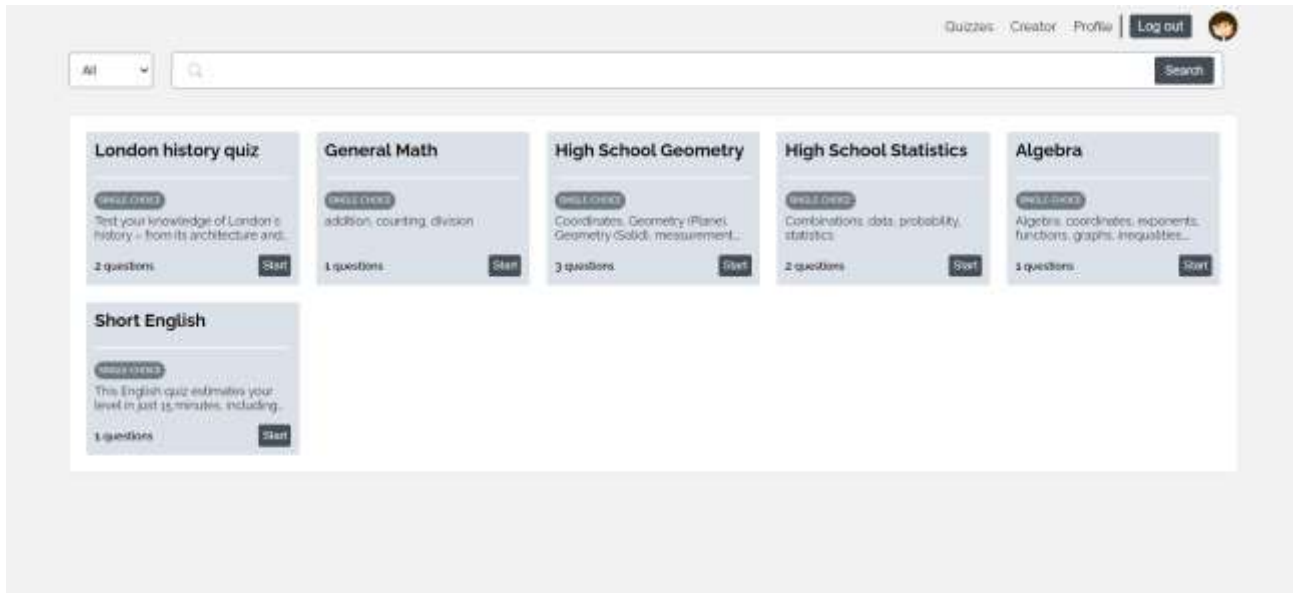 Quizzes Creator Profile Log out
All Search
London history quiz
SINGLE CHOICE
Test your knowledge of London's
history – from its architecture and...
2 questions Start
General Math
SINGLE CHOICE
addition, counting, division
1 questions Start
High School Geometry
SINGLE CHOICE
Coordinates, Geometry (Plane),
Geometry (Solid), measurement...
3 questions Start
High School Statistics
SINGLE CHOICE
Combinations, data, probability,
statistics
2 questions Start
Algebra
SINGLE CHOICE
Algebra, coordinates, exponents,
functions, graphs, inequalities...
1 questions Start
Short English
SINGLE CHOICE
This English quiz estimates your
level in just 15 minutes, including...
1 questions Start